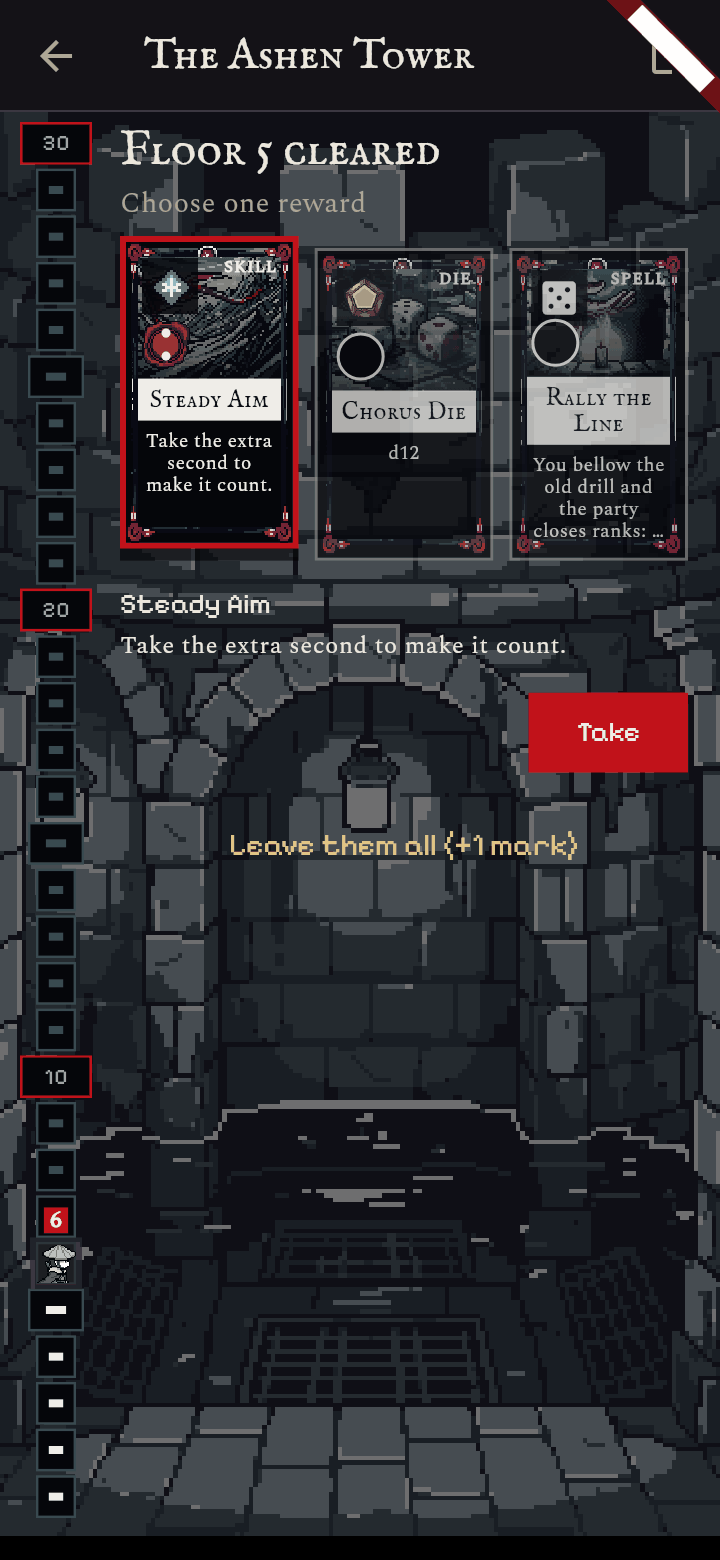 The Ashen Tower
30
Floor 5 cleared
Choose one reward
SKILL
Steady Aim
Take the extra
second to
make it count.
DIE
Chorus Die
d12
SPELL
Rally the
Line
You bellow the
old drill and
the party
closes ranks: …
20
Steady Aim
Take the extra second to make it count.
Take
Leave them all (+1 mark)
10
6